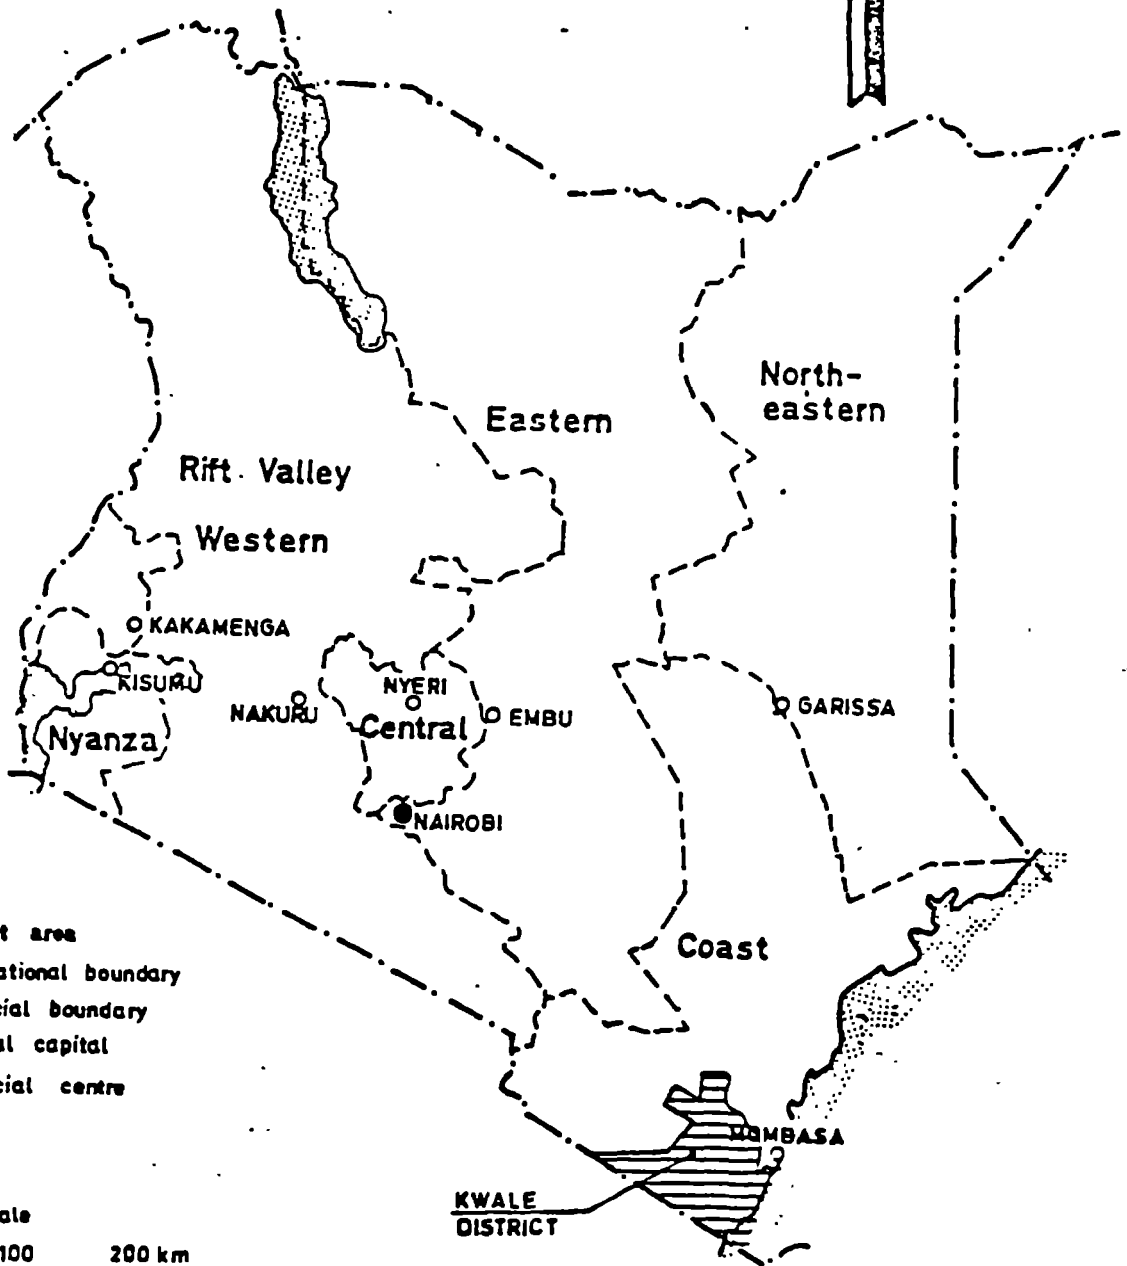 North-
eastern
Eastern
Rift Valley
Western
KAKAMENGA
KISUMU
NYERI
NAKURU
Central
EMBU
GARISSA
Nyanza
NAIROBI
t area
ational boundary
cial boundary
al capital
cial centre
Coast
MOMBASA
KWALE
DISTRICT
ale
100 200 km